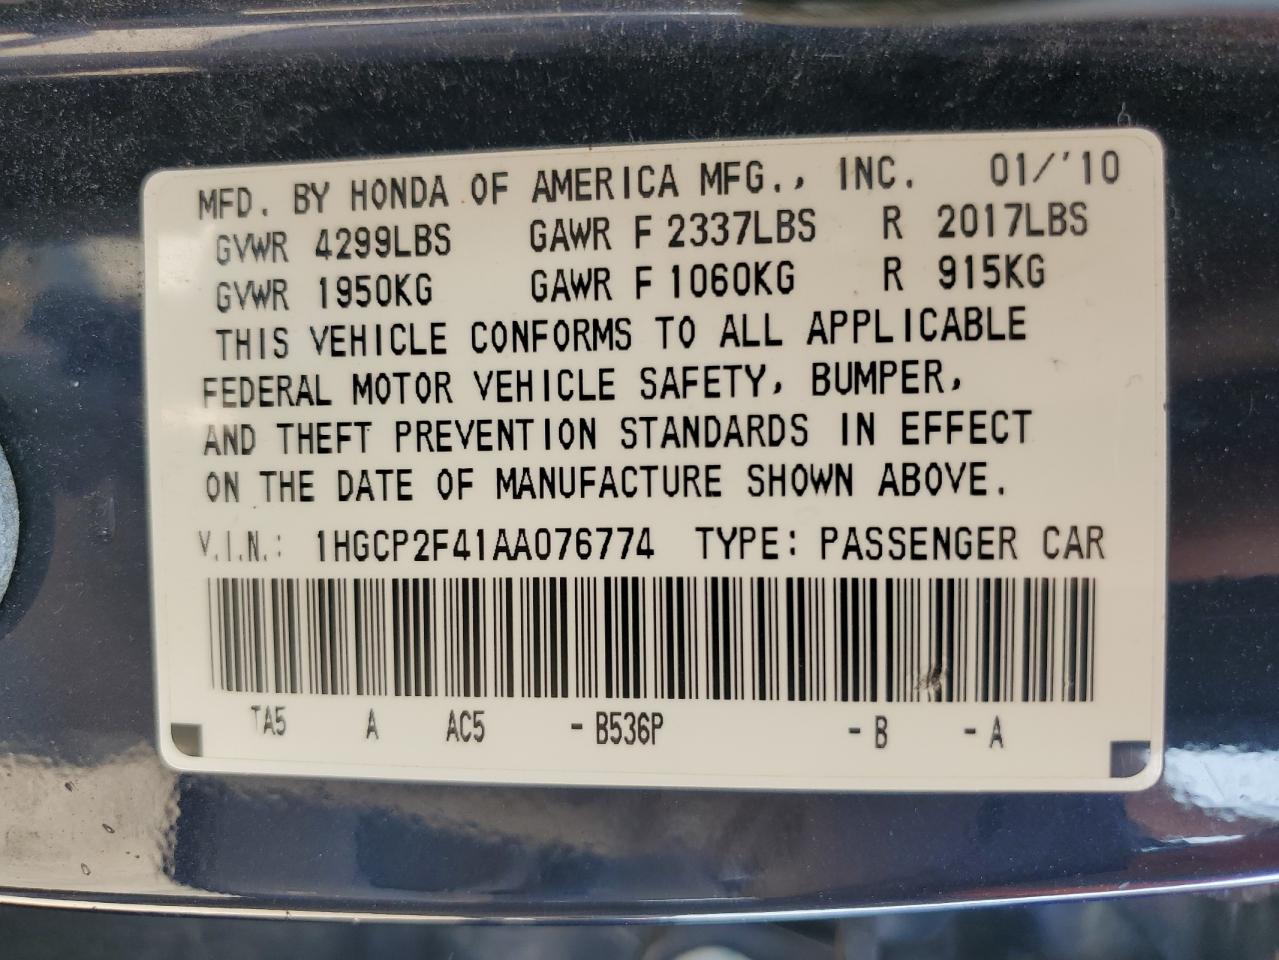 MFD. BY HONDA OF AMERICA MFG., INC. 01/'10
GVWR 4299LBS GAWR F 2337LBS R 2017LBS
GVWR 1950KG GAWR F 1060KG R 915KG
THIS VEHICLE CONFORMS TO ALL APPLICABLE
FEDERAL MOTOR VEHICLE SAFETY, BUMPER,
AND THEFT PREVENTION STANDARDS IN EFFECT
ON THE DATE OF MANUFACTURE SHOWN ABOVE.
V.I.N.: 1HGCP2F41AA076774 TYPE: PASSENGER CAR
TA5 A AC5 - B536P - B - A